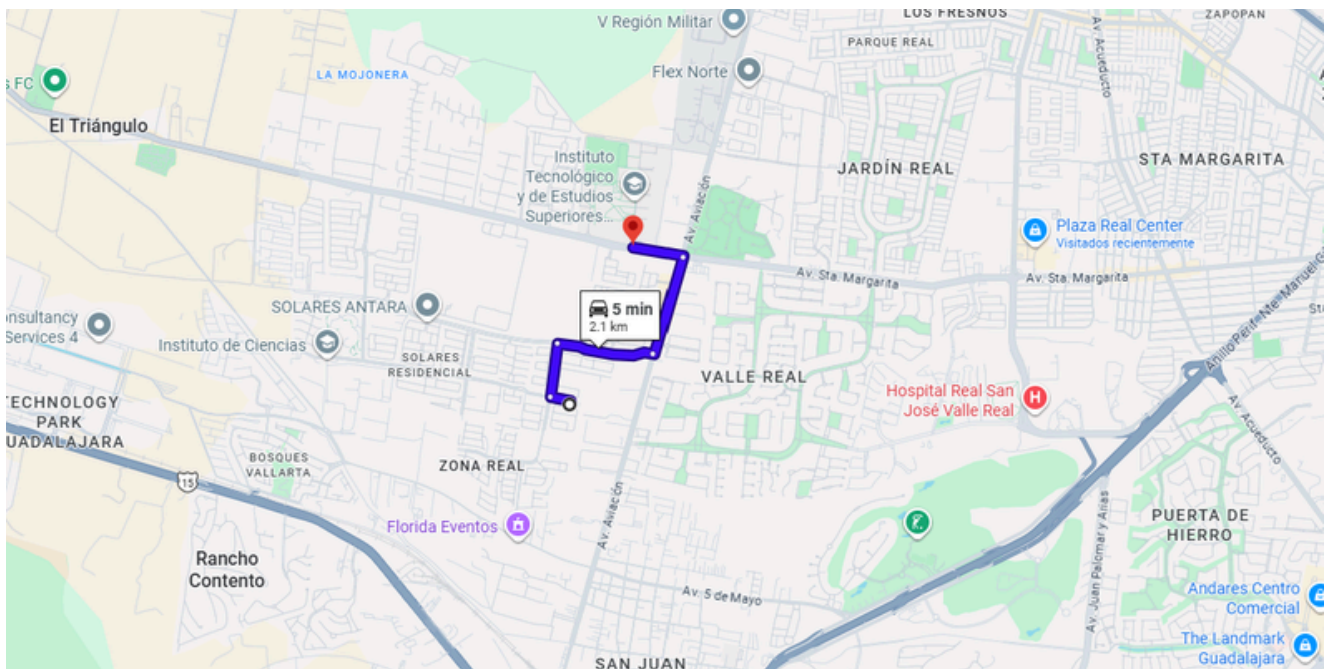 LOS FRESNOS
ZAPOPAN
V Región Militar
PARQUE REAL
Av. Acueducto
Flex Norte
LA MOJONERA
s FC
El Triángulo
Instituto
Tecnológico
y de Estudios
Superiores...
Av. Aviación
JARDÍN REAL
STA MARGARITA
Plaza Real Center
Visitados recientemente
Av. Sta. Margarita
Av. Sta. Margarita
5 min
2.1 km
SOLARES ANTARA
onsultancy
Services 4
Instituto de Ciencias
SOLARES
RESIDENCIAL
Anillo Perif. Nte. Manuel G
VALLE REAL
Hospital Real San
José Valle Real
H
TECHNOLOGY
PARK
GUADALAJARA
Av. Acueducto
BOSQUES
VALLARTA
ZONA REAL
15
Av. Aviación
Florida Eventos
PUERTA DE
HIERRO
Rancho
Contento
Av. Juan Palomar y Arias
Av. 5 de Mayo
Andares Centro
Comercial
The Landmark
Guadalajara
SAN JUAN